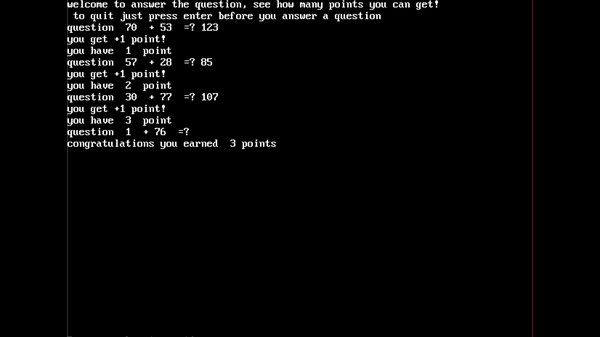 welcome to answer the question, see how many points you can get!
to quit just press enter before you answer a question
question 70 + 53 =? 123
you get +1 point!
you have 1 point
question 57 + 28 =? 85
you get +1 point!
you have 2 point
question 30 + 77 =? 107
you get +1 point!
you have 3 point
question 1 + 76 =?
congratulations you earned 3 points